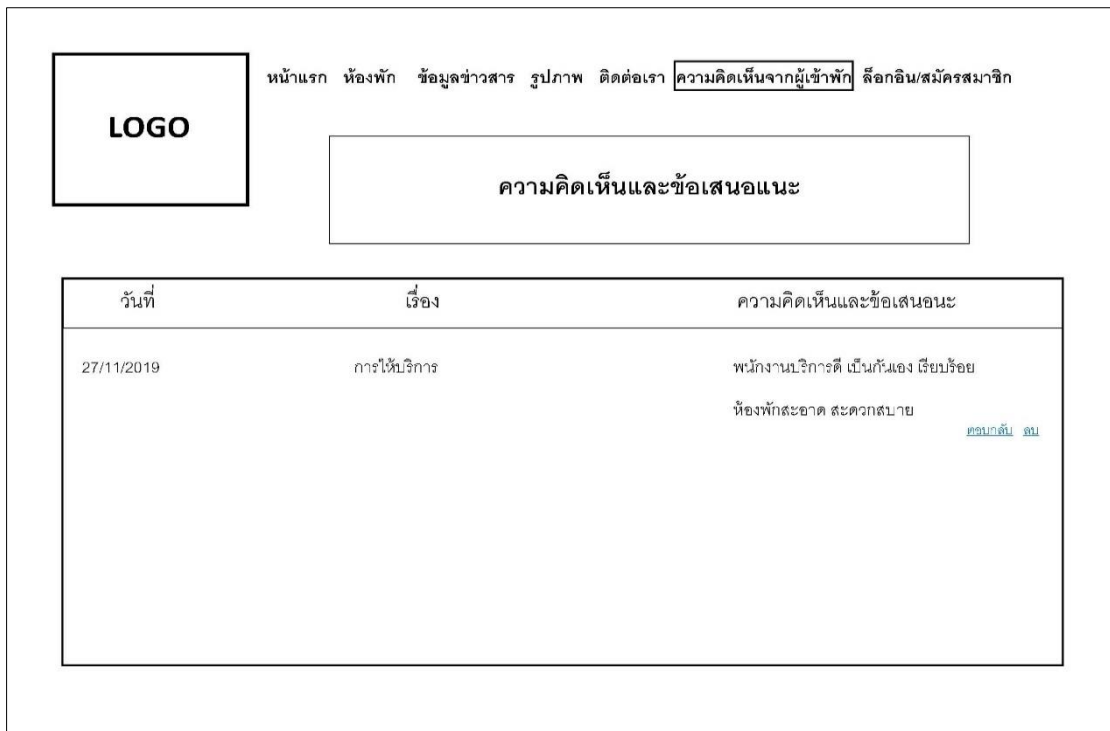 หน้าแรก ห้องพัก ข้อมูลข่าวสาร รูปภาพ ติดต่อเรา ความคิดเห็นจากผู้เข้าพัก ล็อกอิน/สมัครสมาชิก
LOGO
ความคิดเห็นและข้อเสนอแนะ
วันที่ เรื่อง ความคิดเห็นและข้อเสนอนะ
27/11/2019 การให้บริการ พนักงานบริการดี เป็นกันเอง เรียบร้อย
ห้องพักสะอาด สะดวกสบาย
ตอบกลับ ลบ